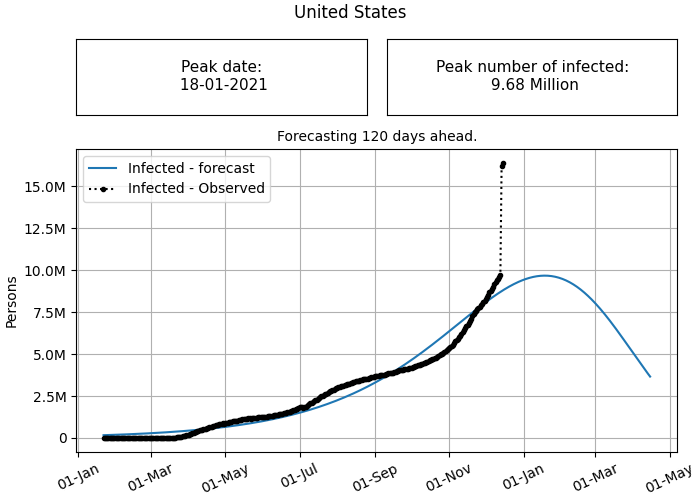 United States
Peak date:
18-01-2021
Peak number of infected:
9.68 Million
Forecasting 120 days ahead.
Infected - forecast
Infected - Observed
Persons
15.0M
12.5M
10.0M
7.5M
5.0M
2.5M
0
01-Jan
01-Mar
01-May
01-Jul
01-Sep
01-Nov
01-Jan
01-Mar
01-May